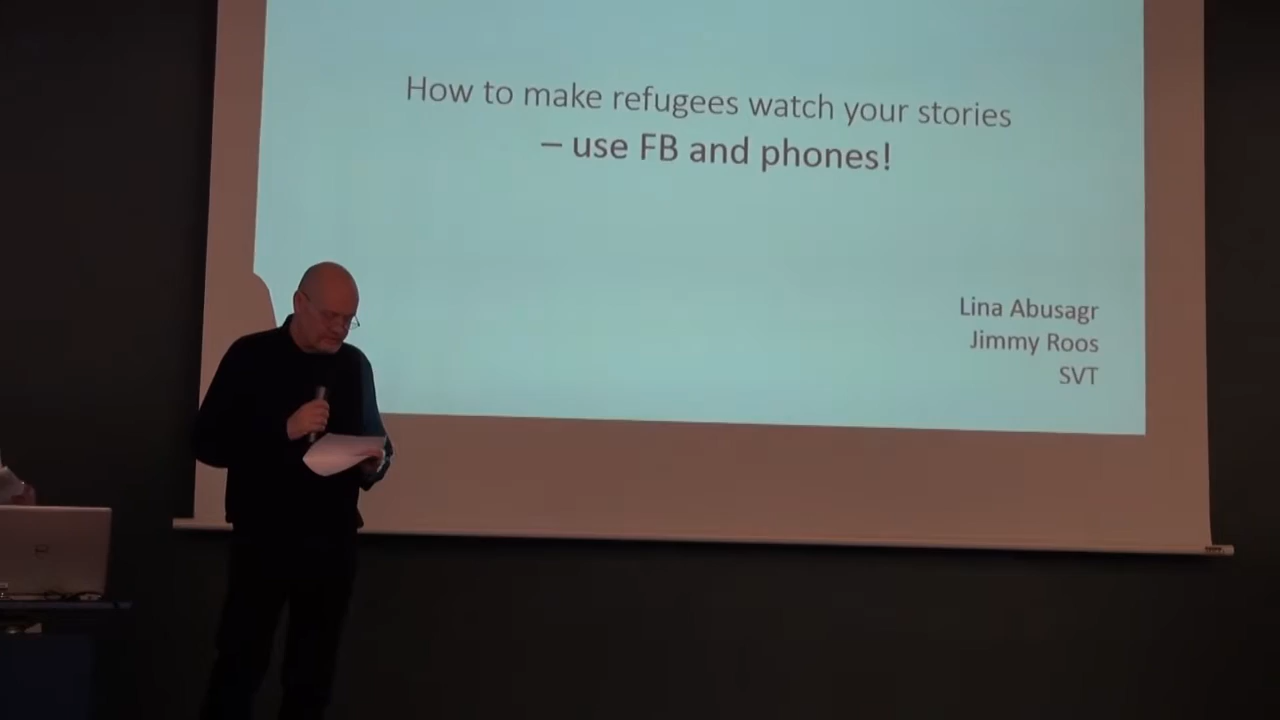 How to make refugees watch your stories
– use FB and phones!
Lina Abusagr
Jimmy Roos
SVT